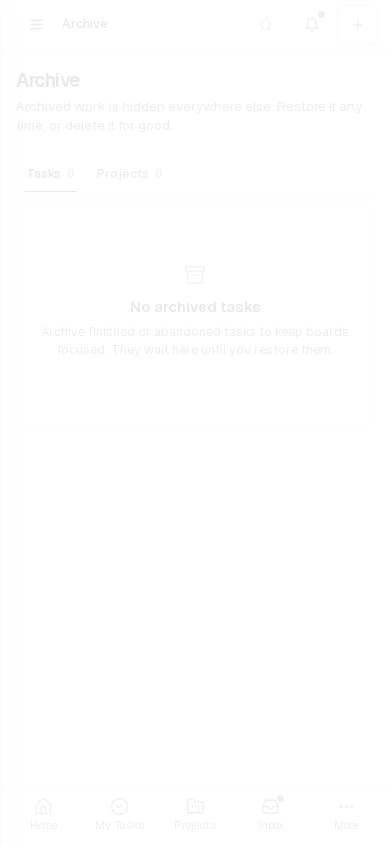 Archive
Archive
Archived work is hidden everywhere else. Restore it any
time, or delete it for good.
Tasks 0 Projects 0
No archived tasks
Archive finished or abandoned tasks to keep boards
focused. They wait here until you restore them.
Home My Tasks Projects Inbox More